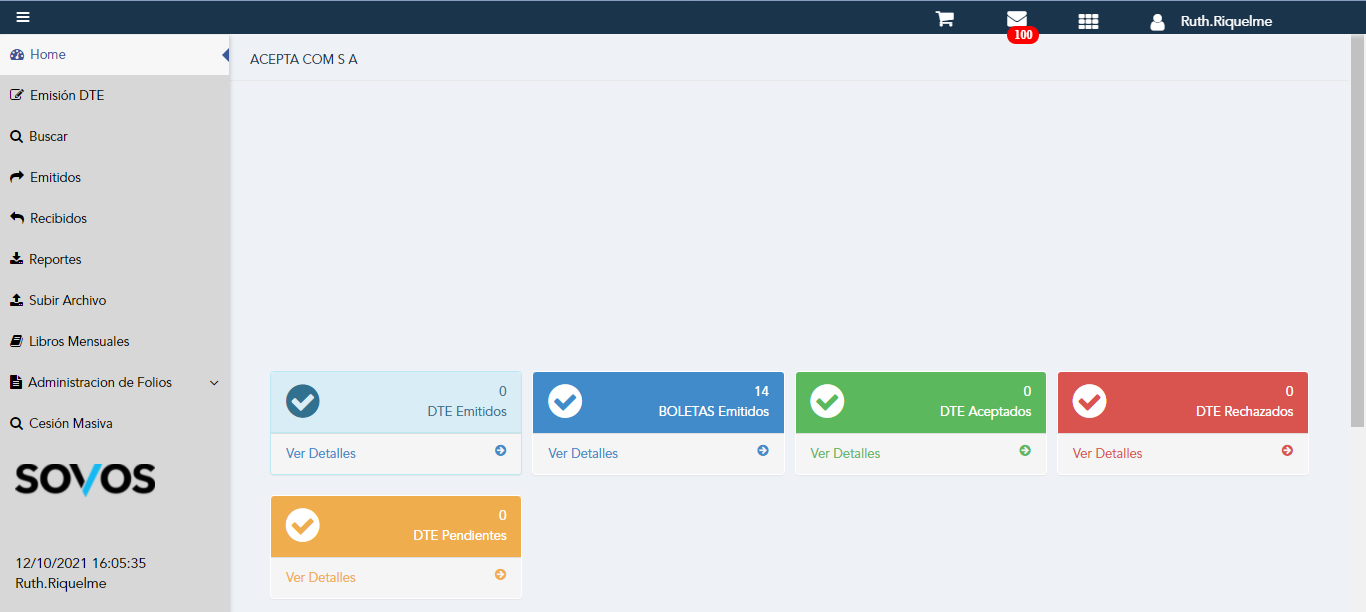 100
Ruth.Riquelme
Home
ACEPTA COM S A
Emisión DTE
Buscar
Emitidos
Recibidos
Reportes
Subir Archivo
Libros Mensuales
Administracion de Folios
Cesión Masiva
SOVOS
12/10/2021 16:05:35
Ruth.Riquelme
0
DTE Emitidos
Ver Detalles
14
BOLETAS Emitidos
Ver Detalles
0
DTE Aceptados
Ver Detalles
0
DTE Rechazados
Ver Detalles
0
DTE Pendientes
Ver Detalles